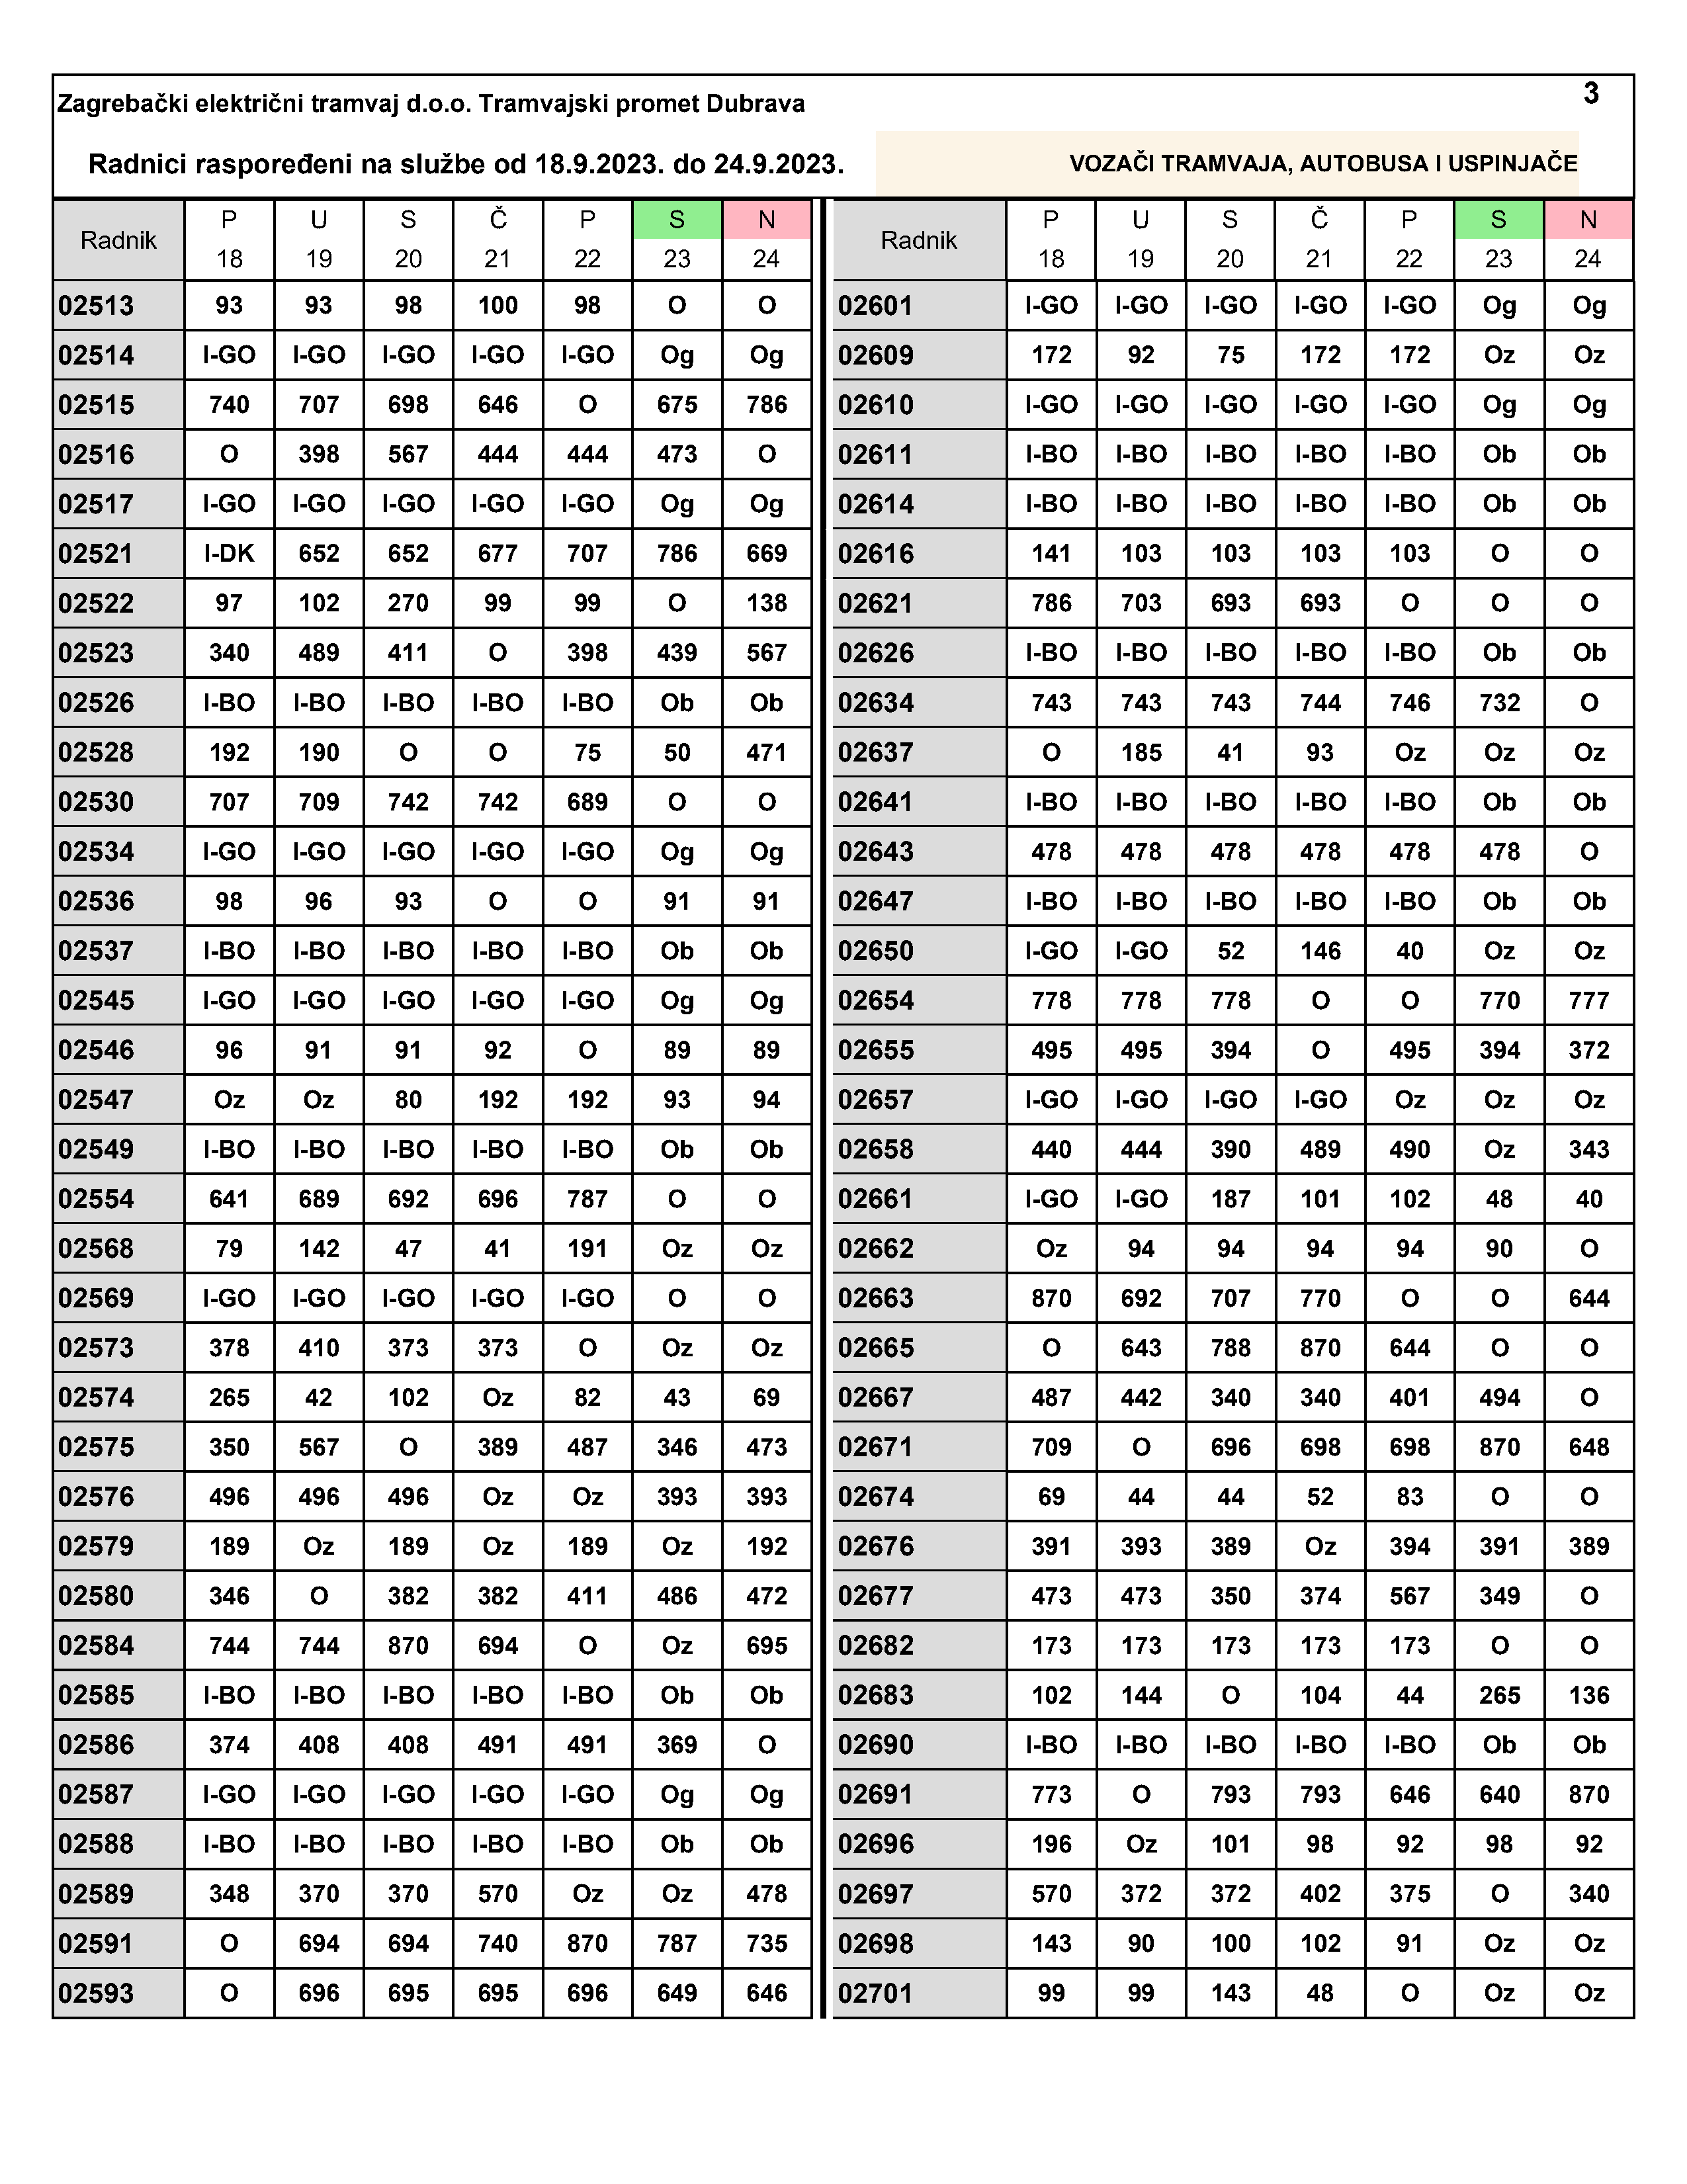 3
Zagrebački električni tramvaj d.o.o. Tramvajski promet Dubrava
Radnici raspoređeni na službe od 18.9.2023. do 24.9.2023. VOZAČI TRAMVAJA, AUTOBUSA I USPINJAČE
Radnik P U S Č P S N Radnik P U S Č P S N
18 19 20 21 22 23 24 18 19 20 21 22 23 24
02513 93 93 98 100 98 O O 02601 I-GO I-GO I-GO I-GO I-GO Og Og
02514 I-GO I-GO I-GO I-GO I-GO Og Og 02609 172 92 75 172 172 Oz Oz
02515 740 707 698 646 O 675 786 02610 I-GO I-GO I-GO I-GO I-GO Og Og
02516 O 398 567 444 444 473 O 02611 I-BO I-BO I-BO I-BO I-BO Ob Ob
02517 I-GO I-GO I-GO I-GO I-GO Og Og 02614 I-BO I-BO I-BO I-BO I-BO Ob Ob
02521 I-DK 652 652 677 707 786 669 02616 141 103 103 103 103 O O
02522 97 102 270 99 99 O 138 02621 786 703 693 693 O O O
02523 340 489 411 O 398 439 567 02626 I-BO I-BO I-BO I-BO I-BO Ob Ob
02526 I-BO I-BO I-BO I-BO I-BO Ob Ob 02634 743 743 743 744 746 732 O
02528 192 190 O O 75 50 471 02637 O 185 41 93 Oz Oz Oz
02530 707 709 742 742 689 O O 02641 I-BO I-BO I-BO I-BO I-BO Ob Ob
02534 I-GO I-GO I-GO I-GO I-GO Og Og 02643 478 478 478 478 478 478 O
02536 98 96 93 O O 91 91 02647 I-BO I-BO I-BO I-BO I-BO Ob Ob
02537 I-BO I-BO I-BO I-BO I-BO Ob Ob 02650 I-GO I-GO 52 146 40 Oz Oz
02545 I-GO I-GO I-GO I-GO I-GO Og Og 02654 778 778 778 O O 770 777
02546 96 91 91 92 O 89 89 02655 495 495 394 O 495 394 372
02547 Oz Oz 80 192 192 93 94 02657 I-GO I-GO I-GO I-GO Oz Oz Oz
02549 I-BO I-BO I-BO I-BO I-BO Ob Ob 02658 440 444 390 489 490 Oz 343
02554 641 689 692 696 787 O O 02661 I-GO I-GO 187 101 102 48 40
02568 79 142 47 41 191 Oz Oz 02662 Oz 94 94 94 94 90 O
02569 I-GO I-GO I-GO I-GO I-GO O O 02663 870 692 707 770 O O 644
02573 378 410 373 373 O Oz Oz 02665 O 643 788 870 644 O O
02574 265 42 102 Oz 82 43 69 02667 487 442 340 340 401 494 O
02575 350 567 O 389 487 346 473 02671 709 O 696 698 698 870 648
02576 496 496 496 Oz Oz 393 393 02674 69 44 44 52 83 O O
02579 189 Oz 189 Oz 189 Oz 192 02676 391 393 389 Oz 394 391 389
02580 346 O 382 382 411 486 472 02677 473 473 350 374 567 349 O
02584 744 744 870 694 O Oz 695 02682 173 173 173 173 173 O O
02585 I-BO I-BO I-BO I-BO I-BO Ob Ob 02683 102 144 O 104 44 265 136
02586 374 408 408 491 491 369 O 02690 I-BO I-BO I-BO I-BO I-BO Ob Ob
02587 I-GO I-GO I-GO I-GO I-GO Og Og 02691 773 O 793 793 646 640 870
02588 I-BO I-BO I-BO I-BO I-BO Ob Ob 02696 196 Oz 101 98 92 98 92
02589 348 370 370 570 Oz Oz 478 02697 570 372 372 402 375 O 340
02591 O 694 694 740 870 787 735 02698 143 90 100 102 91 Oz Oz
02593 O 696 695 695 696 649 646 02701 99 99 143 48 O Oz Oz